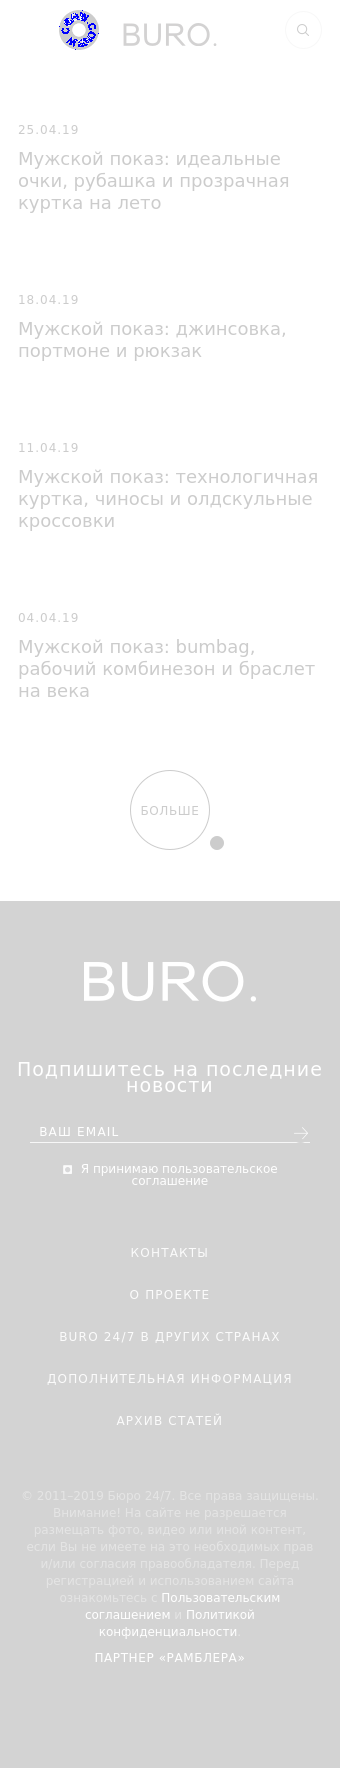 BURO.
25.04.19
Мужской показ: идеальные
очки, рубашка и прозрачная
куртка на лето
18.04.19
Мужской показ: джинсовка,
портмоне и рюкзак
11.04.19
Мужской показ: технологичная
куртка, чиносы и олдскульные
кроссовки
04.04.19
Мужской показ: bumbag,
рабочий комбинезон и браслет
на века
БОЛЬШЕ
BURO.
Подпишитесь на последние
новости
ВАШ EMAIL
Я принимаю пользовательское
соглашение
КОНТАКТЫ
О ПРОЕКТЕ
BURO 24/7 В ДРУГИХ СТРАНАХ
ДОПОЛНИТЕЛЬНАЯ ИНФОРМАЦИЯ
АРХИВ СТАТЕЙ
© 2011–2019 Бюро 24/7. Все права защищены.
Внимание! На сайте не разрешается
размещать фото, видео или иной контент,
если Вы не имеете на это необходимых прав
и/или согласия правообладателя. Перед
регистрацией и использованием сайта
ознакомьтесь с Пользовательским
соглашением и Политикой
конфиденциальности.
ПАРТНЕР «РАМБЛЕРА»